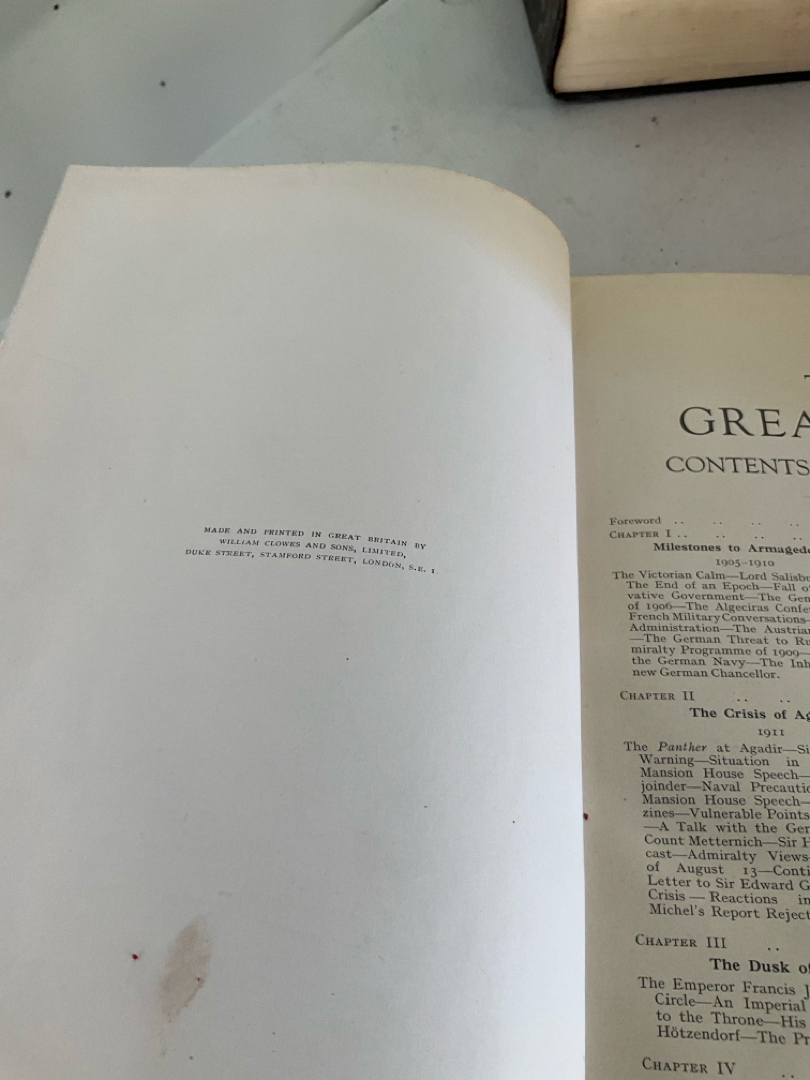 MADE AND PRINTED IN GREAT BRITAIN BY
WILLIAM CLOWES AND SONS, LIMITED,
DUKE STREET, STAMFORD STREET, LONDON, S.E. 1
GREA
CONTENTS
Foreword .. .. .. ..
CHAPTER I .. .. .. ..
Milestones to Armagedd
1905–1910
The Victorian Calm—Lord Salisbu
The End of an Epoch—Fall o
vative Government—The Gen
of 1906—The Algeciras Confe
French Military Conversations—
Administration—The Austrian
—The German Threat to Ru
miralty Programme of 1909—
the German Navy—The Inh
new German Chancellor.
CHAPTER II .. ..
The Crisis of Ag
1911
The Panther at Agadir—Si
Warning—Situation in
Mansion House Speech—
joinder—Naval Precautio
Mansion House Speech—
zines—Vulnerable Points
—A Talk with the Ger
Count Metternich—Sir H
cast—Admiralty Views—
of August 13—Conti
Letter to Sir Edward G
Crisis—Reactions in
Michel's Report Reject
CHAPTER III ..
The Dusk of
The Emperor Francis J
Circle—An Imperial
to the Throne—His
Hötzendorf—The Pr
CHAPTER IV ..